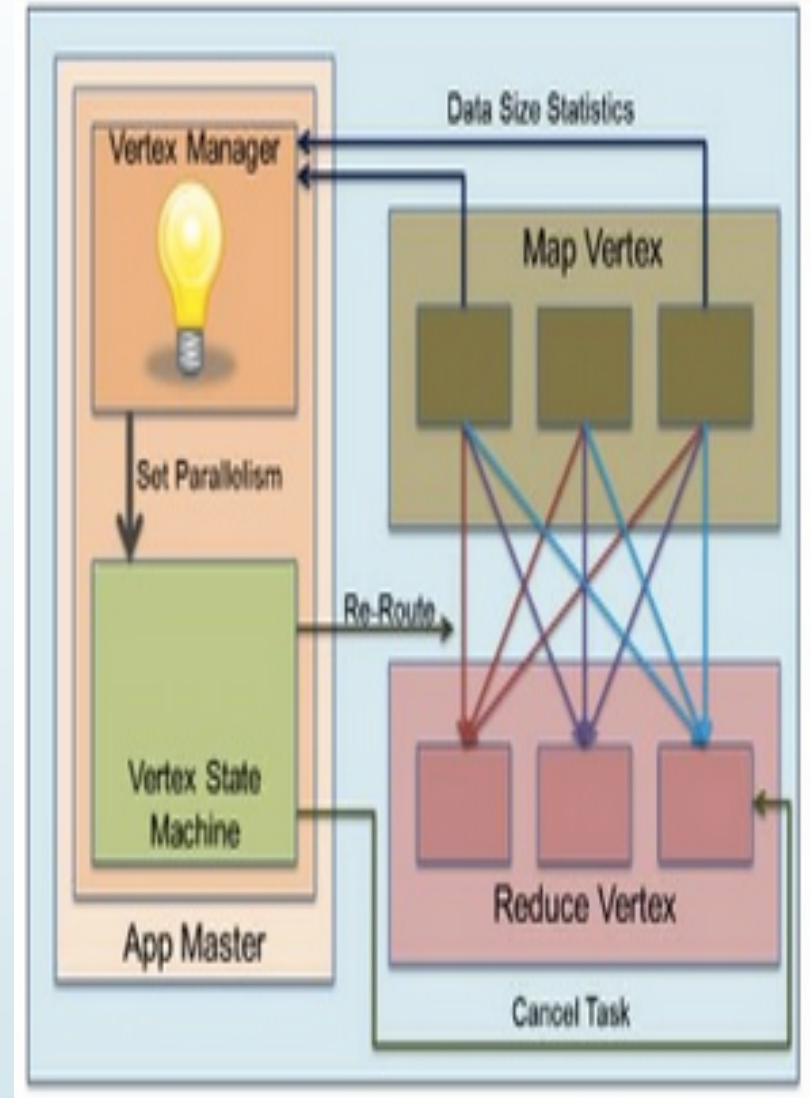 Data Size Statistics
Vertex Manager
Map Vertex
Set Parallolism
Re-Route
Vertex State
Machine
Reduce Vertex
App Master
Cancel Task